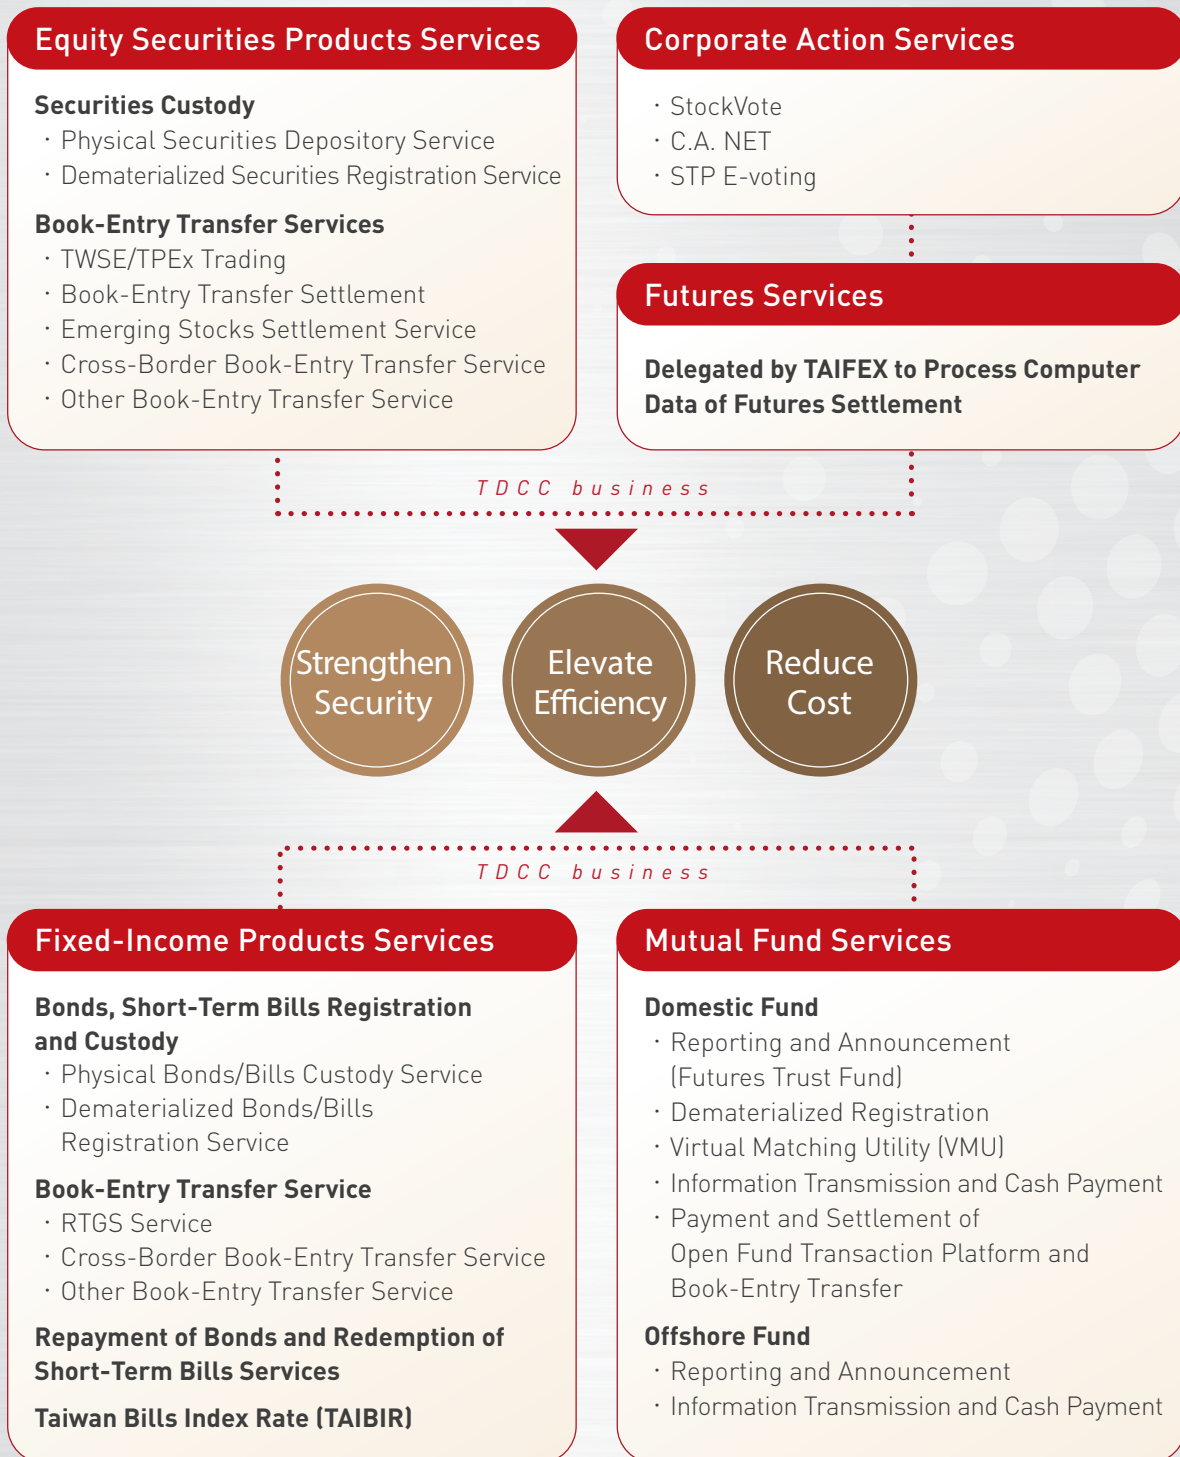 Equity Securities Products Services
Securities Custody
· Physical Securities Depository Service
· Dematerialized Securities Registration Service
Book-Entry Transfer Services
· TWSE/TPEx Trading
· Book-Entry Transfer Settlement
· Emerging Stocks Settlement Service
· Cross-Border Book-Entry Transfer Service
· Other Book-Entry Transfer Service
Corporate Action Services
· StockVote
· C.A. NET
· STP E-voting
Futures Services
Delegated by TAIFEX to Process Computer
Data of Futures Settlement
TDCC business
Strengthen
Security
Elevate
Efficiency
Reduce
Cost
TDCC business
Fixed-Income Products Services
Bonds, Short-Term Bills Registration
and Custody
· Physical Bonds/Bills Custody Service
· Dematerialized Bonds/Bills
Registration Service
Book-Entry Transfer Service
· RTGS Service
· Cross-Border Book-Entry Transfer Service
· Other Book-Entry Transfer Service
Repayment of Bonds and Redemption of
Short-Term Bills Services
Taiwan Bills Index Rate (TAIBIR)
Mutual Fund Services
Domestic Fund
· Reporting and Announcement
(Futures Trust Fund)
· Dematerialized Registration
· Virtual Matching Utility (VMU)
· Information Transmission and Cash Payment
· Payment and Settlement of
Open Fund Transaction Platform and
Book-Entry Transfer
Offshore Fund
· Reporting and Announcement
· Information Transmission and Cash Payment